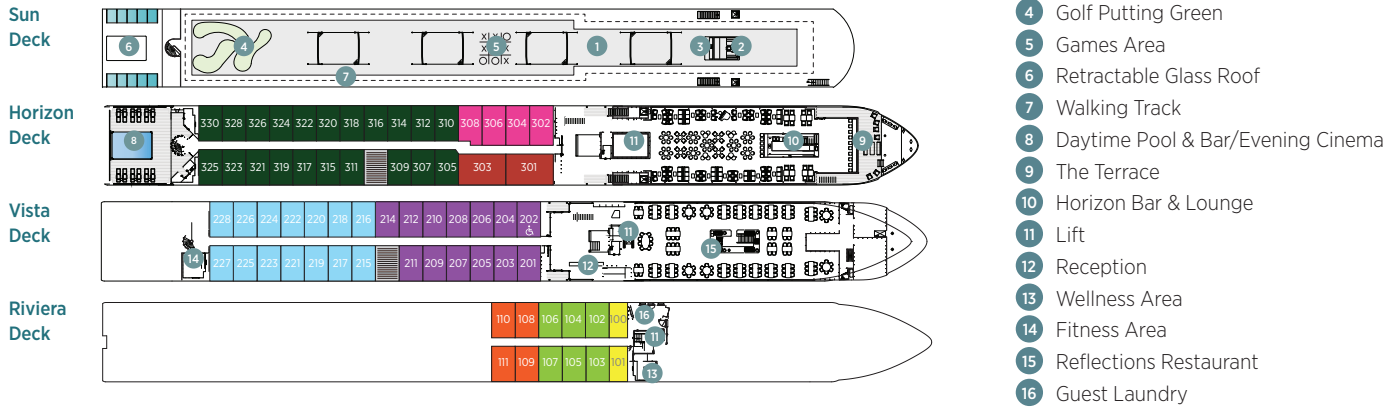 Sun
Deck
6 4 7 5 1 3 2
XIXIO
OIOIX
Horizon
Deck
330 328 326 324 322 320 318 316 314 312 310 308 306 304 302
8 11 10 9
325 323 321 319 317 315 311 309 307 305 303 301
Vista
Deck
228 226 224 222 220 218 216 214 212 210 208 206 204 202
14 12 11 15
227 225 223 221 219 217 215 211 209 207 205 203 201
Riviera
Deck
110 108 106 104 102 100 16
11
111 109 107 105 103 101 13
4 Golf Putting Green
5 Games Area
6 Retractable Glass Roof
7 Walking Track
8 Daytime Pool & Bar/Evening Cinema
9 The Terrace
10 Horizon Bar & Lounge
11 Lift
12 Reception
13 Wellness Area
14 Fitness Area
15 Reflections Restaurant
16 Guest Laundry